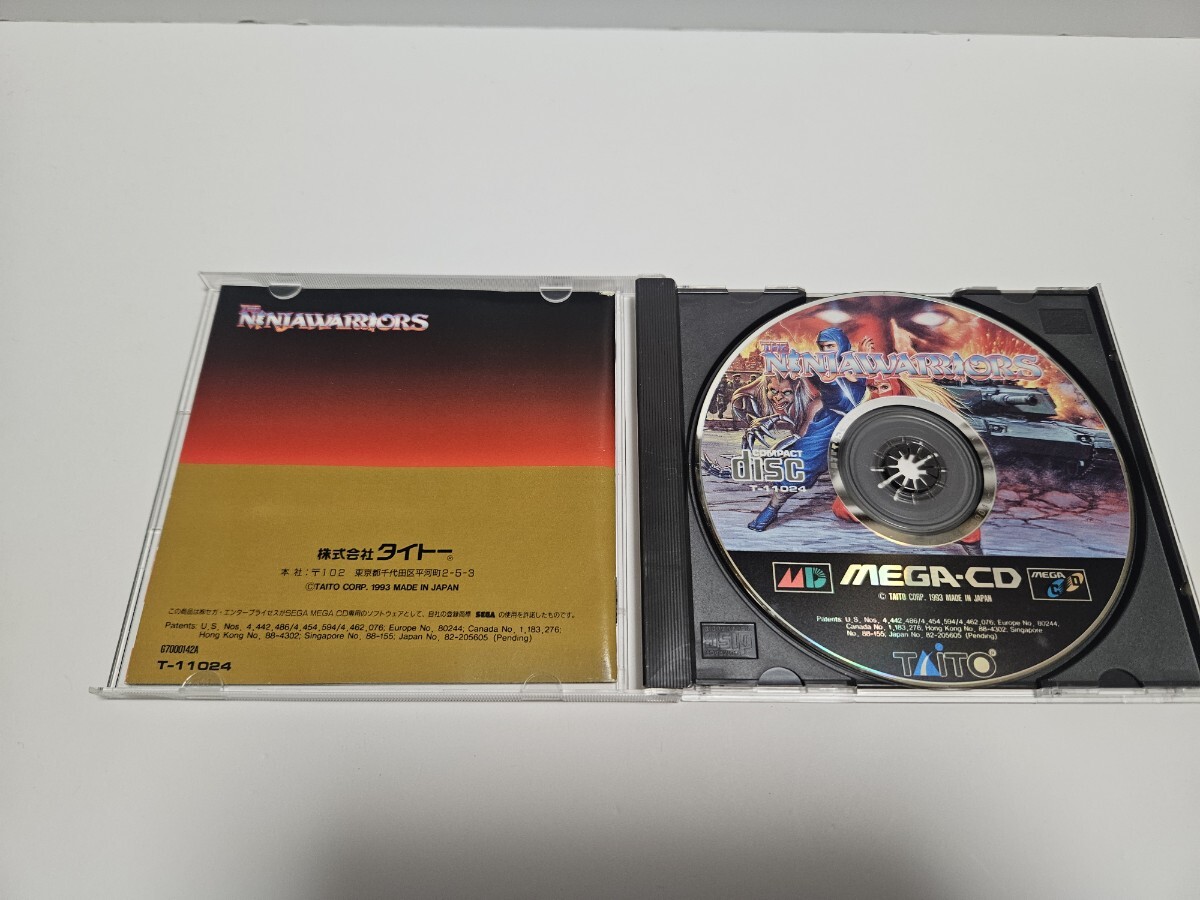 THE
NINJAWARRIORS
株式会社 タイトー®
本社:〒102 東京都千代田区平河町2-5-3
©TAITO CORP. 1993 MADE IN JAPAN
この商品は㈱セガ・エンタープライゼスがSEGA MEGA CD専用のソフトウェアとして、自社の登録商標 SEGA の使用を許諾したものです。
Patents: U.S. Nos. 4,442,486/4,454,594/4,462,076; Europe No. 80244; Canada No. 1,183,276;
Hong Kong No. 88-4302; Singapore No. 88-155; Japan No. 82-205605 (Pending)
G7000142A
T-11024
THE
NINJAWARRIORS
COMPACT
disc
T-11024
MD MEGA-CD MEGA CD
© TAITO CORP. 1993 MADE IN JAPAN
Patents: U.S. Nos. 4,442,486/4,454,594/4,462,076; Europe No. 80244;
Canada No. 1,183,276; Hong Kong No. 88-4302; Singapore
No. 88-155; Japan No. 82-205605 (Pending)
TAITO®